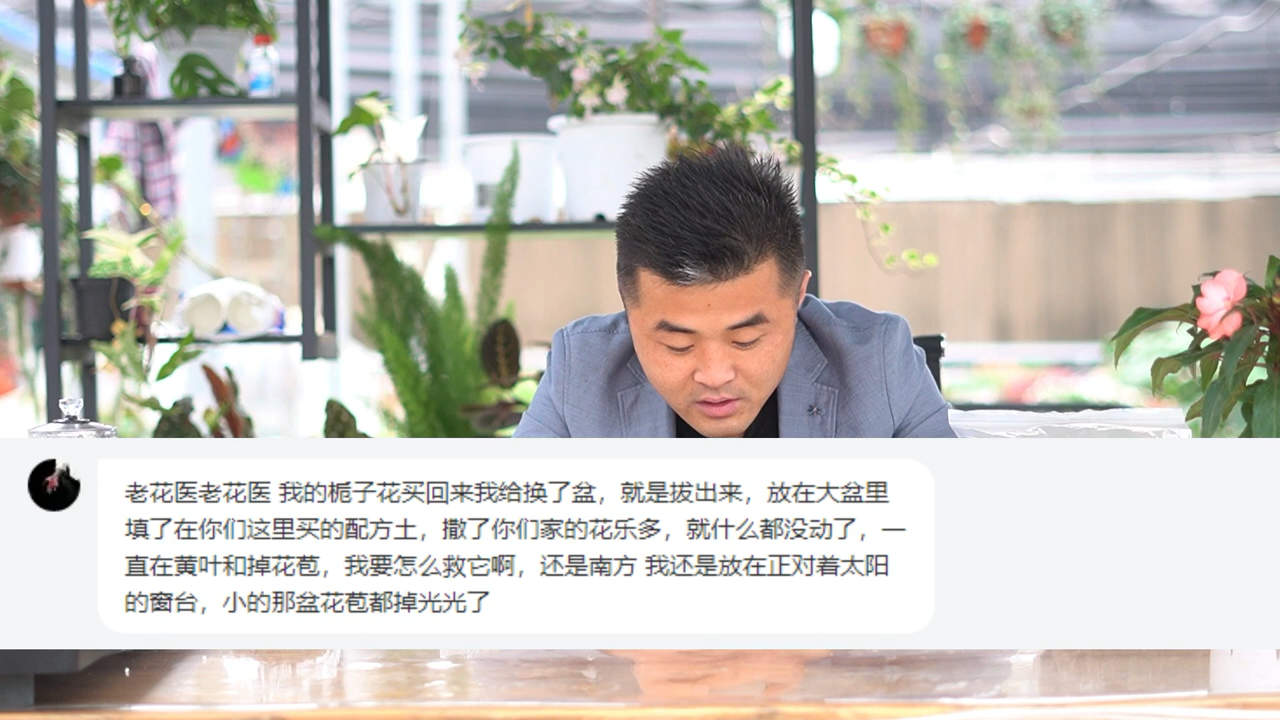 老花医老花医 我的栀子花买回来我给换了盆，就是拔出来，放在大盆里
填了在你们这里买的配方土，撒了你们家的花乐多，就什么都没动了，一
直在黄叶和掉花苞，我要怎么救它啊，还是南方 我还是放在正对着太阳
的窗台，小的那盆花苞都掉光光了